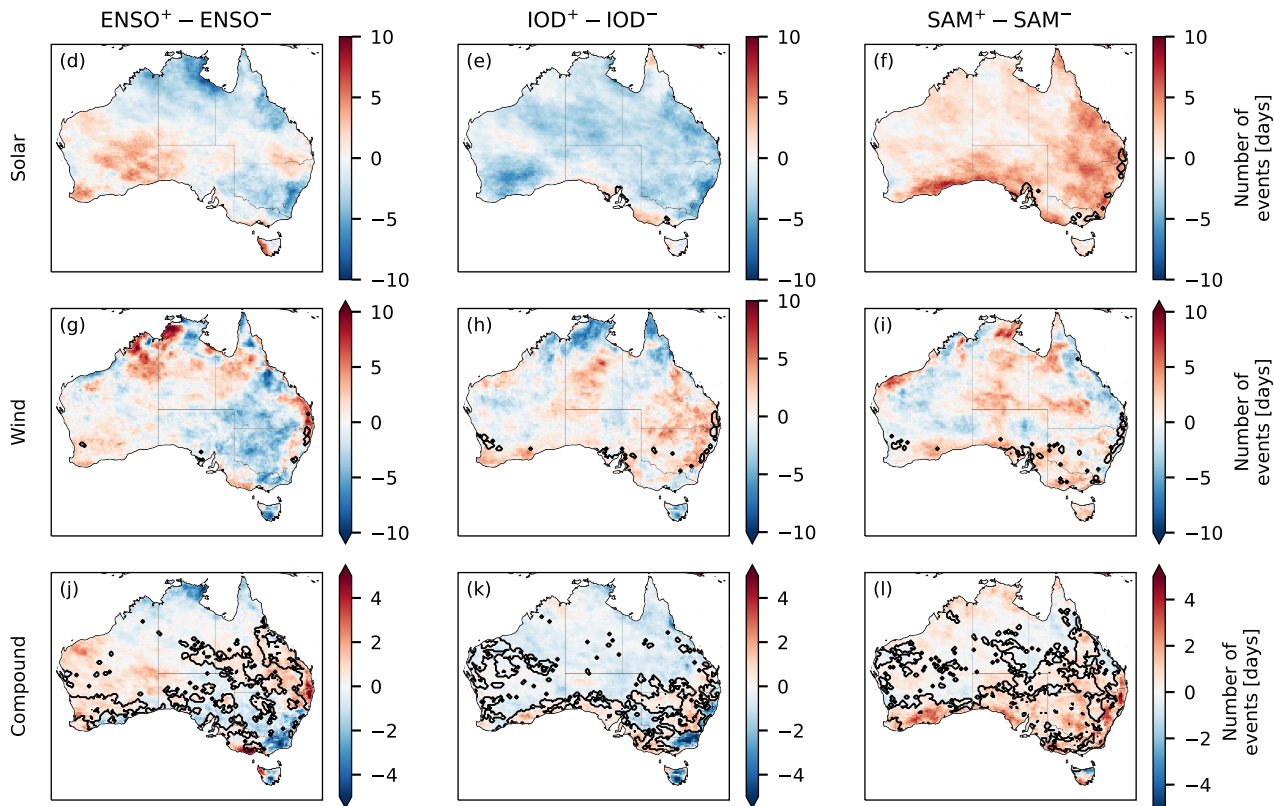 ENSO⁺ − ENSO⁻
IOD⁺ − IOD⁻
SAM⁺ − SAM⁻
Solar
(d)
10
5
0
−5
−10
(e)
10
5
0
−5
−10
(f)
10
5
0
−5
−10
Number of
events [days]
Wind
(g)
10
5
0
−5
−10
(h)
10
5
0
−5
−10
(i)
10
5
0
−5
−10
Number of
events [days]
Compound
(j)
4
2
0
−2
−4
(k)
4
2
0
−2
−4
(l)
4
2
0
−2
−4
Number of
events [days]